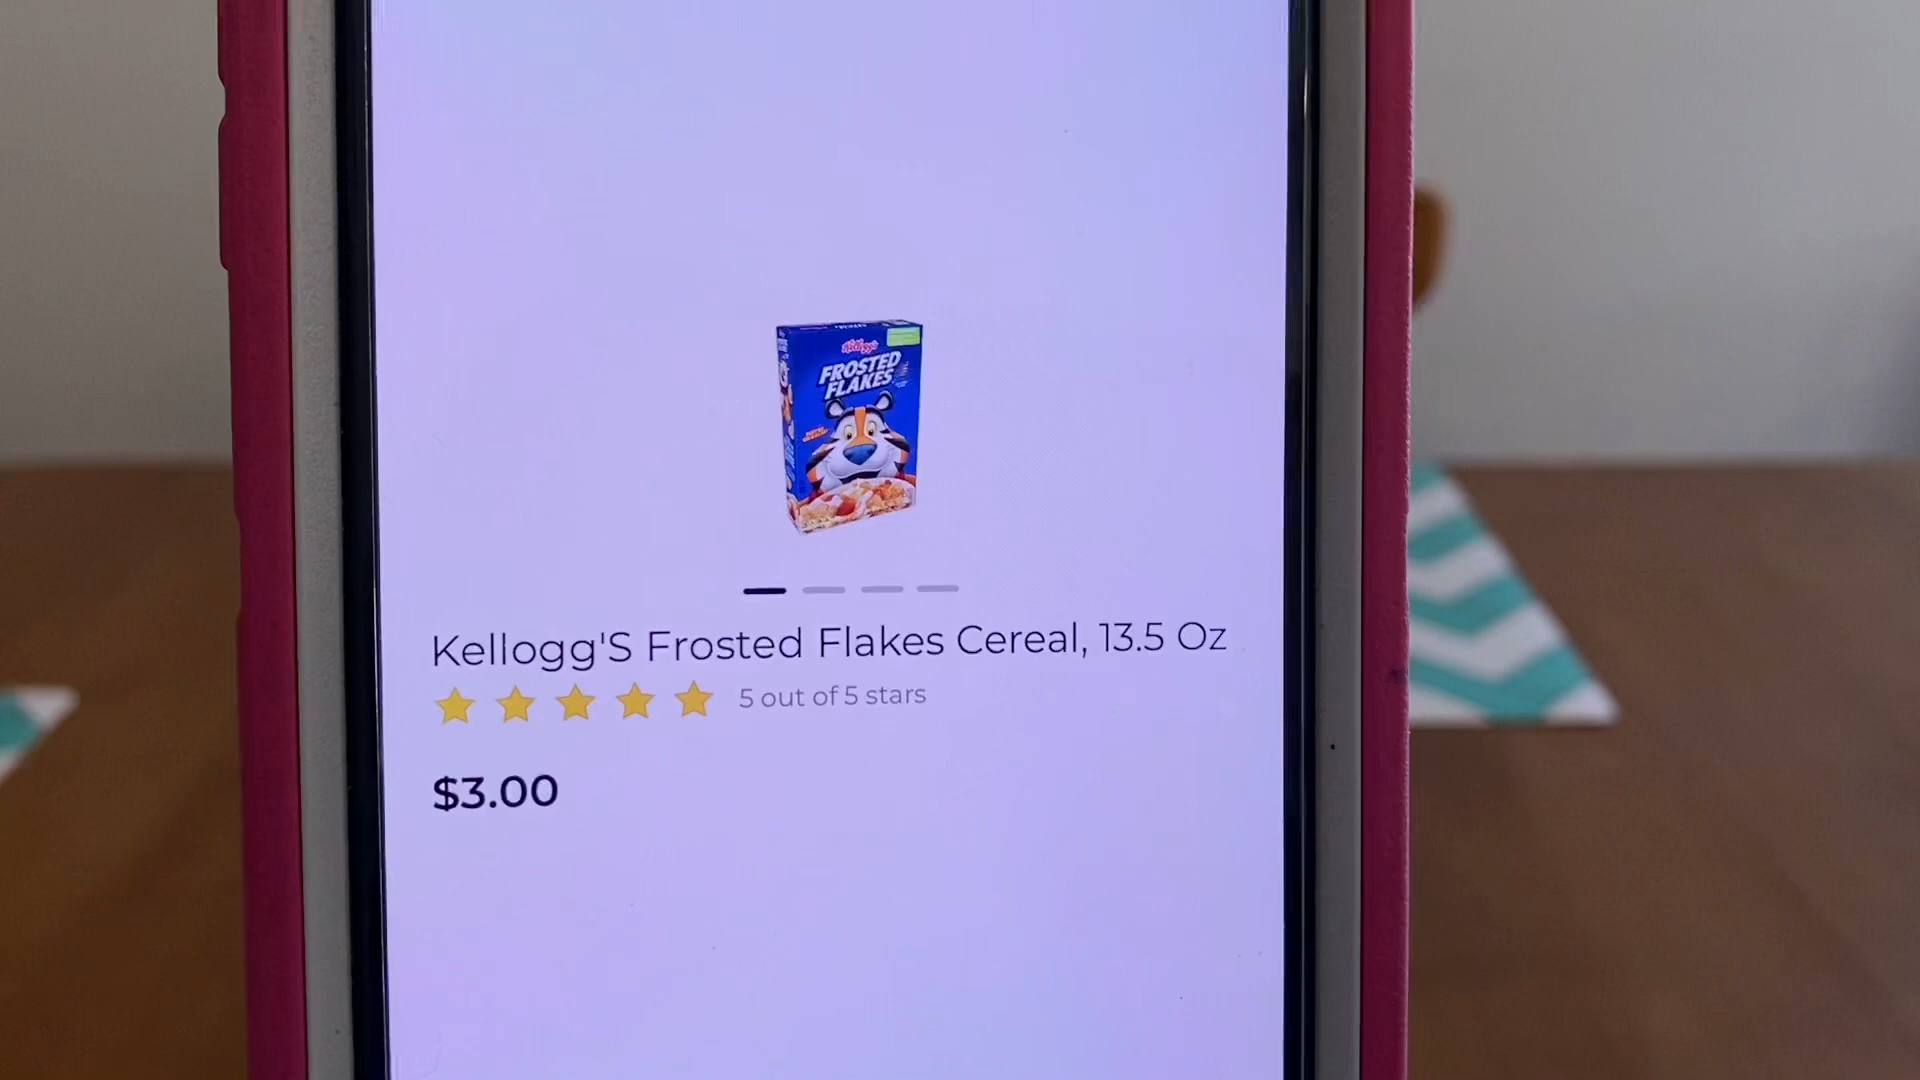 Kellogg's
FROSTED
FLAKES
Kellogg'S Frosted Flakes Cereal, 13.5 Oz
5 out of 5 stars
$3.00